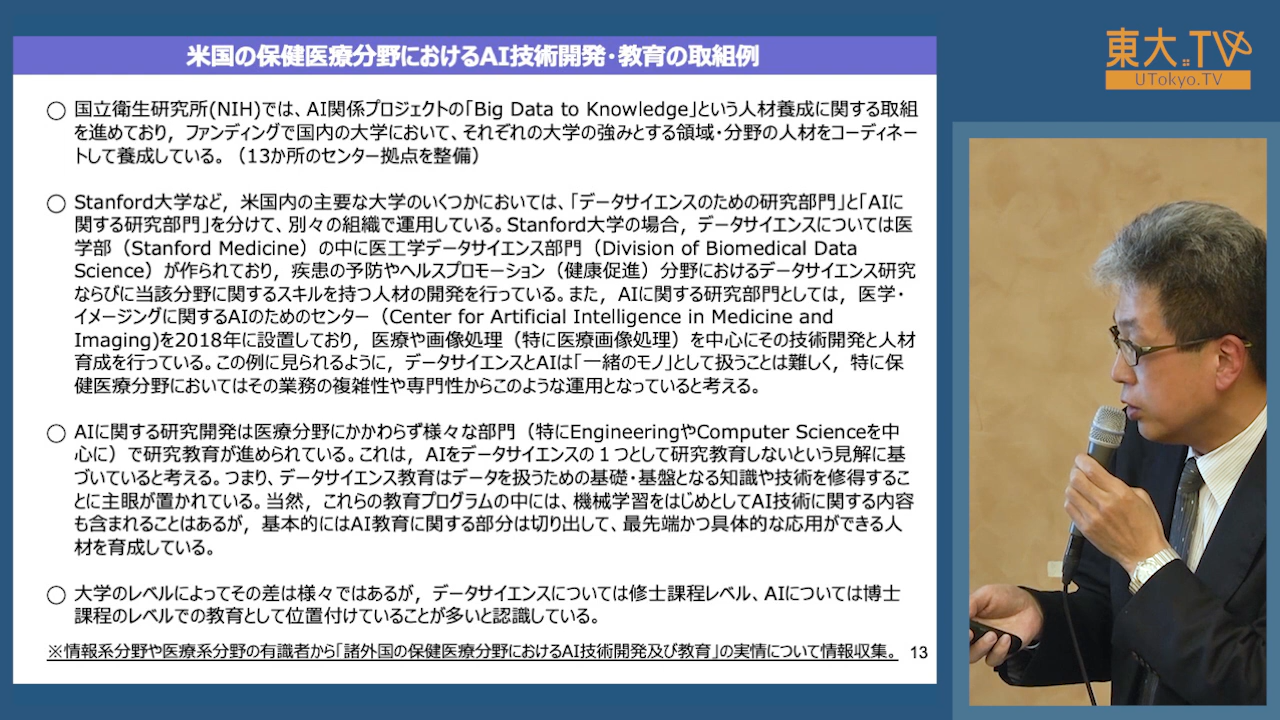 米国の保健医療分野におけるAI技術開発・教育の取組例
東大.TV
UTokyo.TV
○ 国立衛生研究所(NIH)では、AI関係プロジェクトの「Big Data to Knowledge」という人材養成に関する取組
を進めており，ファンディングで国内の大学において、それぞれの大学の強みとする領域・分野の人材をコーディネー
トして養成している。（13か所のセンター拠点を整備）
○ Stanford大学など，米国内の主要な大学のいくつかにおいては、「データサイエンスのための研究部門」と「AIに
関する研究部門」を分けて、別々の組織で運用している。Stanford大学の場合，データサイエンスについては医
学部（Stanford Medicine）の中に医工学データサイエンス部門（Division of Biomedical Data
Science）が作られており，疾患の予防やヘルスプロモーション（健康促進）分野におけるデータサイエンス研究
ならびに当該分野に関するスキルを持つ人材の開発を行っている。また，AIに関する研究部門としては，医学・
イメージングに関するAIのためのセンター（Center for Artificial Intelligence in Medicine and
Imaging)を2018年に設置しており，医療や画像処理（特に医療画像処理）を中心にその技術開発と人材
育成を行っている。この例に見られるように，データサイエンスとAIは「一緒のモノ」として扱うことは難しく，特に保
健医療分野においてはその業務の複雑性や専門性からこのような運用となっていると考える。
○ AIに関する研究開発は医療分野にかかわらず様々な部門（特にEngineeringやComputer Scienceを中
心に）で研究教育が進められている。これは，AIをデータサイエンスの１つとして研究教育しないという見解に基
づいていると考える。つまり、データサイエンス教育はデータを扱うための基礎・基盤となる知識や技術を修得するこ
とに主眼が置かれている。当然，これらの教育プログラムの中には、機械学習をはじめとしてAI技術に関する内容
も含まれることはあるが，基本的にはAI教育に関する部分は切り出して、最先端かつ具体的な応用ができる人
材を育成している。
○ 大学のレベルによってその差は様々ではあるが，データサイエンスについては修士課程レベル、AIについては博士
課程のレベルでの教育として位置付けていることが多いと認識している。
※情報系分野や医療系分野の有識者から「諸外国の保健医療分野におけるAI技術開発及び教育」の実情について情報収集。 13